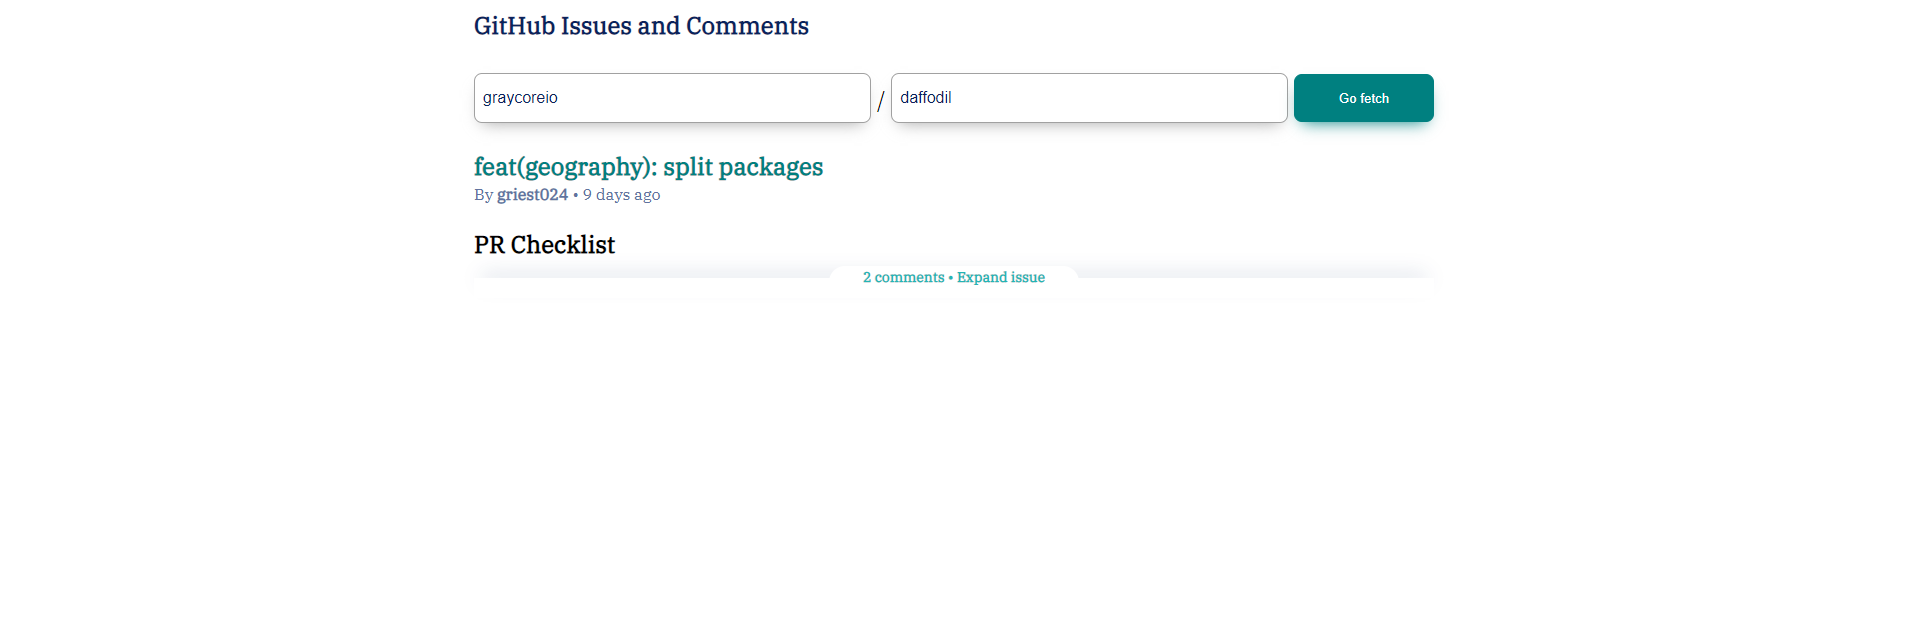 GitHub Issues and Comments
graycoreio / daffodil Go fetch
feat(geography): split packages
By griest024 • 9 days ago
PR Checklist
2 comments • Expand issue